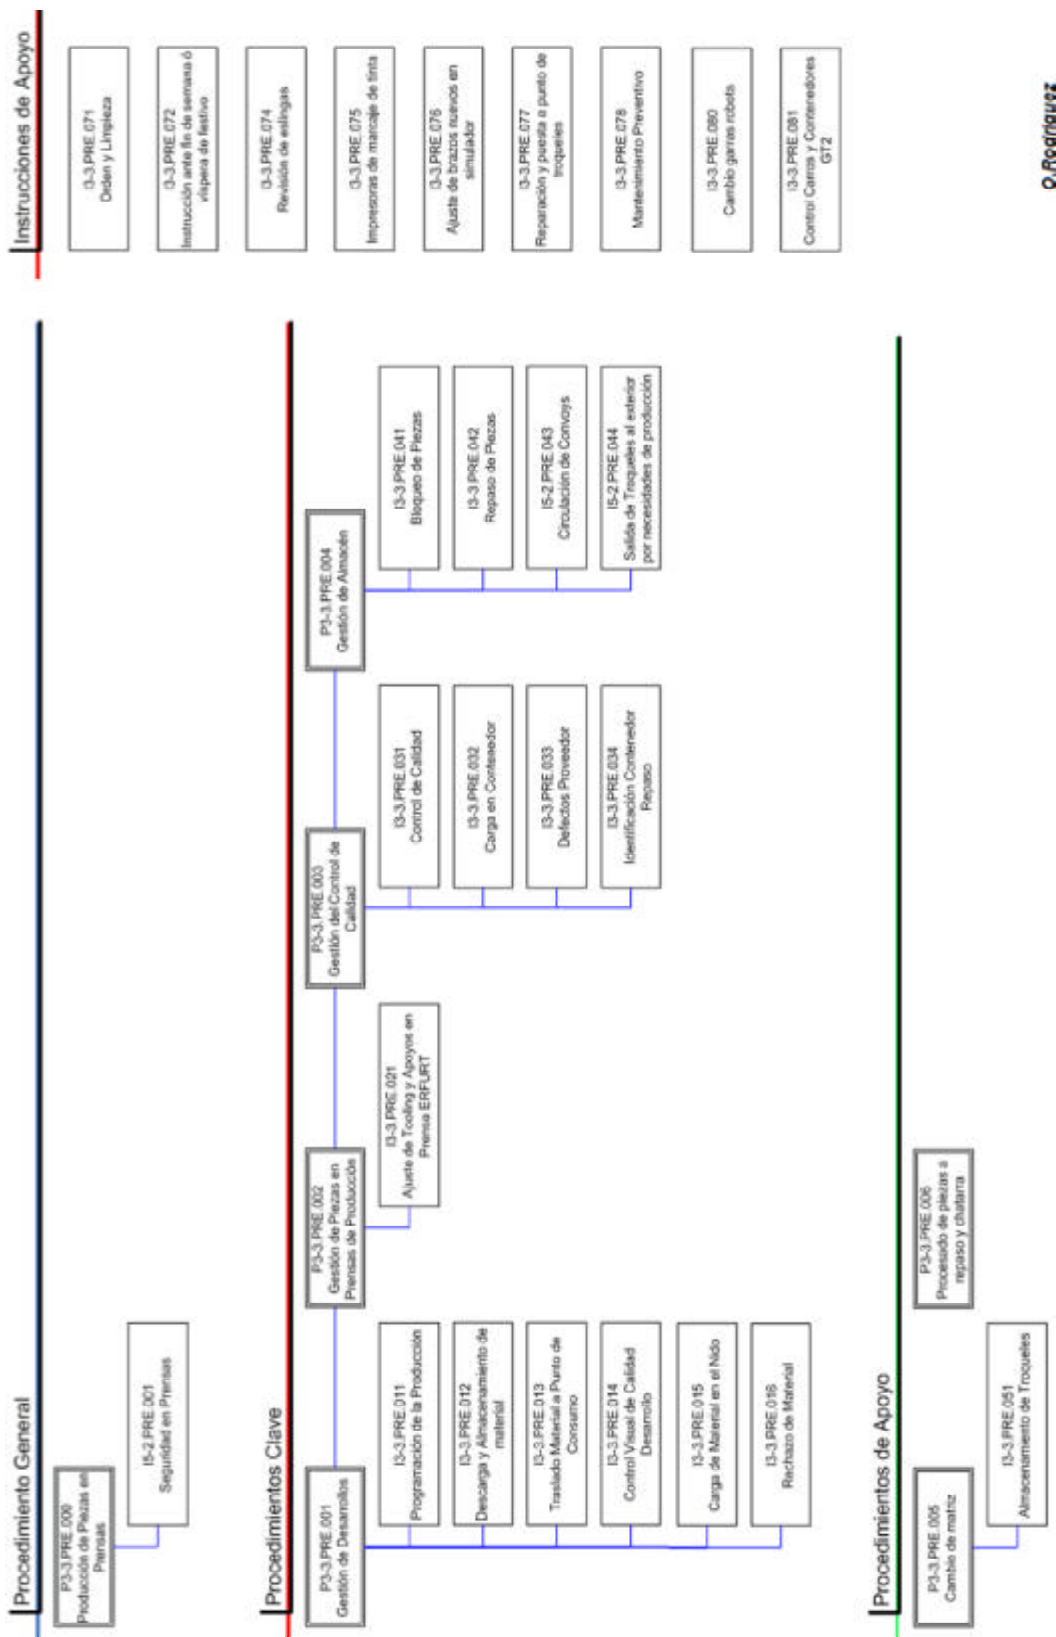 Procedimiento General
P3-3.PRE.000
Producción de Piezas en
Prensas
I5-2.PRE.001
Seguridad en Prensas
Procedimientos Clave
P3-3.PRE.001
Gestión de Desarrollos
I3-3.PRE.011
Programación de la Producción
I3-3.PRE.012
Descarga y Almacenamiento de
material
I3-3.PRE.013
Traslado Material a Punto de
Consumo
I3-3.PRE.014
Control Visual de Calidad
Desarrollo
I3-3.PRE.015
Carga de Material en el Nido
I3-3.PRE.016
Rechazo de Material
P3-3.PRE.002
Gestión de Piezas en
Prensas de Producción
I3-3.PRE.021
Ajuste de Tooling y Apoyos en
Prensa ERFURT
P3-3.PRE.003
Gestión del Control de
Calidad
I3-3.PRE.031
Control de Calidad
I3-3.PRE.032
Carga en Contenedor
I3-3.PRE.033
Defectos Proveedor
I3-3.PRE.034
Identificación Contenedor
Repaso
P3-3.PRE.004
Gestión de Almacén
I3-3.PRE.041
Bloqueo de Piezas
I3-3.PRE.042
Repaso de Piezas
I5-2.PRE.043
Circulación de Convoys
I5-2.PRE.044
Salida de Troqueles al exterior
por necesidades de producción
Procedimientos de Apoyo
P3-3.PRE.005
Cambio de matriz
I3-3.PRE.051
Almacenamiento de Troqueles
P3-3.PRE.006
Procesado de piezas a
repaso y chatarra
Instrucciones de Apoyo
I3-3.PRE.071
Orden y Limpieza
I3-3.PRE.072
Instrucción ante fin de semana ó
víspera de festivo
I3-3.PRE.074
Revisión de eslingas
I3-3.PRE.075
Impresoras de marcaje de tinta
I3-3.PRE.076
Ajuste de brazos nuevos en
simulador
I3-3.PRE.077
Reparación y puesta a punto de
troqueles
I3-3.PRE.078
Mantenimiento Preventivo
I3-3.PRE.080
Cambio garras robots
I3-3.PRE.081
Control Carros y Contenedores
GT2
O.Rodríguez